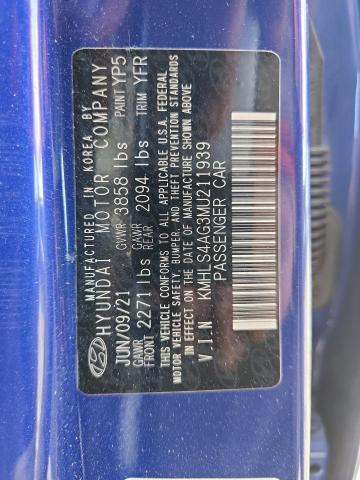 MANUFACTURED IN KOREA BY
HYUNDAI MOTOR COMPANY
JUN/09/21 GVWR 3858 lbs PAINT YP5
GAWR FRONT 2271 lbs GAWR REAR 2094 lbs TRIM YFR
THIS VEHICLE CONFORMS TO ALL APPLICABLE U.S.A FEDERAL
MOTOR VEHICLE SAFETY, BUMPER, AND THEFT PREVENTION STANDARDS
IN EFFECT ON THE DATE OF MANUFACTURE SHOWN ABOVE
V I N KMHLS4AG3MU211939
PASSENGER CAR